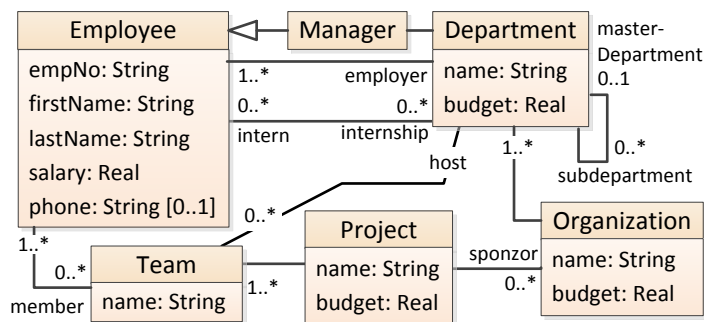 Employee
empNo: String
firstName: String
lastName: String
salary: Real
phone: String [0..1]
Manager
Department
name: String
budget: Real
master-
Department
0..1
1..*
employer
0..*
0..*
intern
internship
host
1..*
0..*
subdepartment
0..*
1..*
0..*
member
Team
name: String
1..*
Project
name: String
budget: Real
sponzor
0..*
Organization
name: String
budget: Real